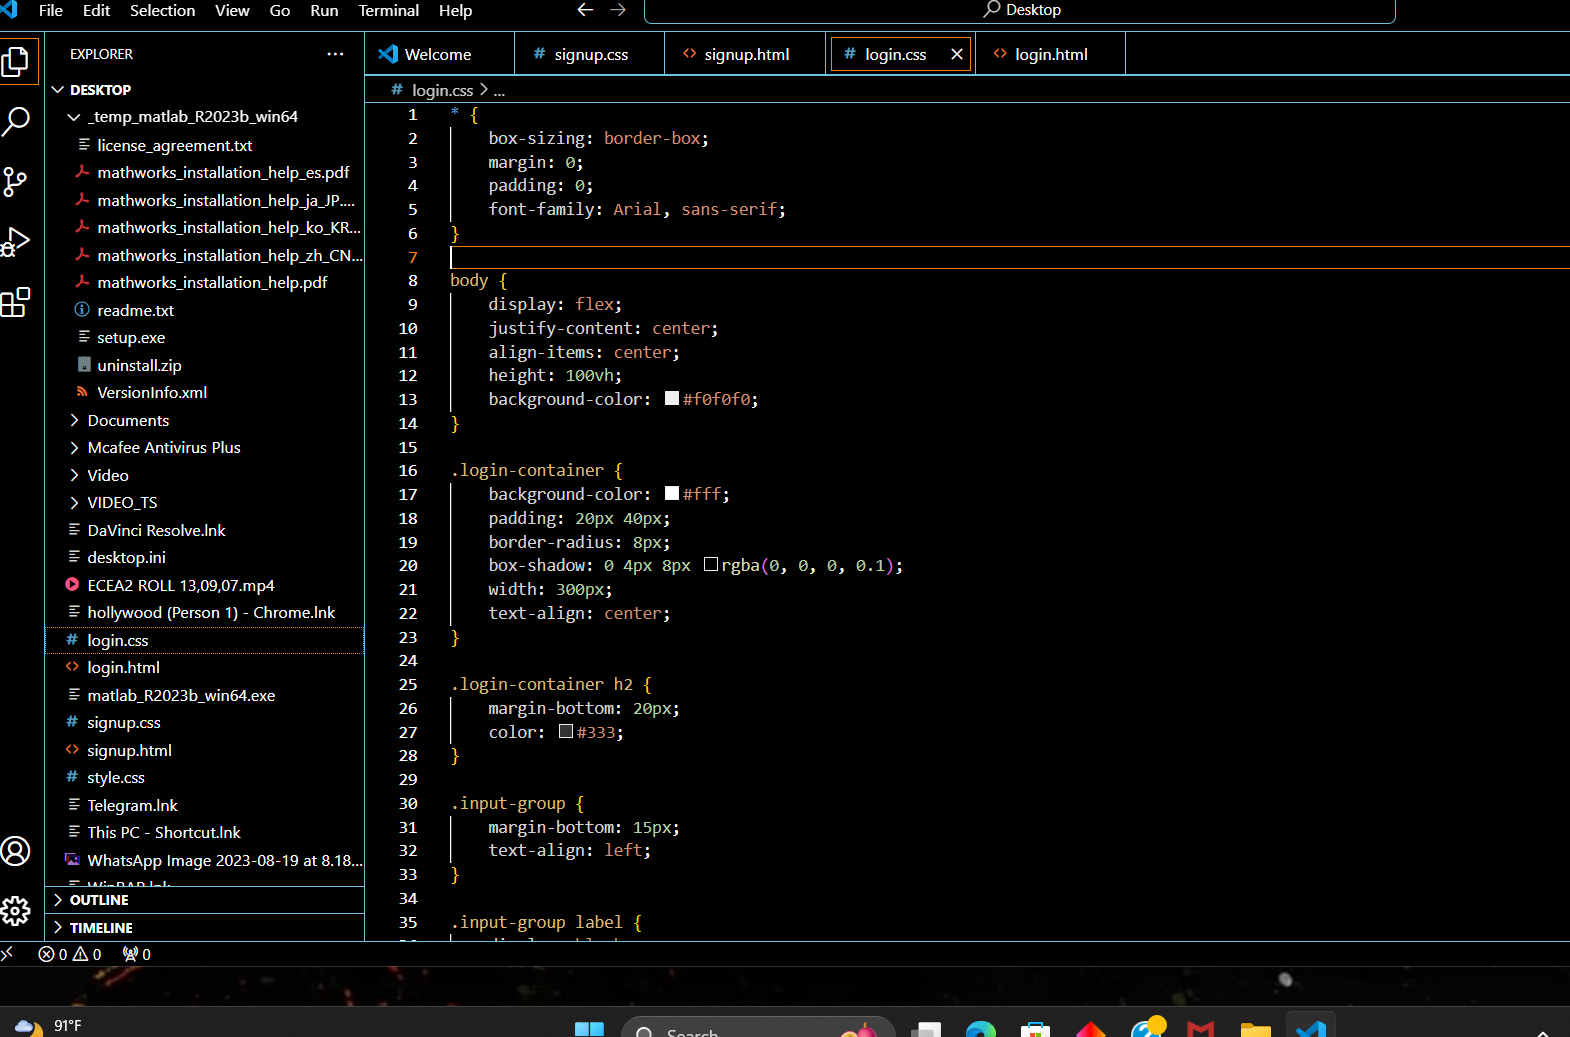 File Edit Selection View Go Run Terminal Help
Desktop
EXPLORER ...
Welcome
# signup.css
<> signup.html
# login.css ×
<> login.html
# login.css > ...
DESKTOP
_temp_matlab_R2023b_win64
license_agreement.txt
mathworks_installation_help_es.pdf
mathworks_installation_help_ja_JP....
mathworks_installation_help_ko_KR...
mathworks_installation_help_zh_CN...
mathworks_installation_help.pdf
readme.txt
setup.exe
uninstall.zip
VersionInfo.xml
Documents
Mcafee Antivirus Plus
Video
VIDEO_TS
DaVinci Resolve.lnk
desktop.ini
ECEA2 ROLL 13,09,07.mp4
hollywood (Person 1) - Chrome.lnk
# login.css
<> login.html
matlab_R2023b_win64.exe
# signup.css
<> signup.html
# style.css
Telegram.lnk
This PC - Shortcut.lnk
WhatsApp Image 2023-08-19 at 8.18...
OUTLINE
TIMELINE
1 * {
2 box-sizing: border-box;
3 margin: 0;
4 padding: 0;
5 font-family: Arial, sans-serif;
6 }
7
8 body {
9 display: flex;
10 justify-content: center;
11 align-items: center;
12 height: 100vh;
13 background-color: #f0f0f0;
14 }
15
16 .login-container {
17 background-color: #fff;
18 padding: 20px 40px;
19 border-radius: 8px;
20 box-shadow: 0 4px 8px rgba(0, 0, 0, 0.1);
21 width: 300px;
22 text-align: center;
23 }
24
25 .login-container h2 {
26 margin-bottom: 20px;
27 color: #333;
28 }
29
30 .input-group {
31 margin-bottom: 15px;
32 text-align: left;
33 }
34
35 .input-group label {
0 0 0
91°F
Search